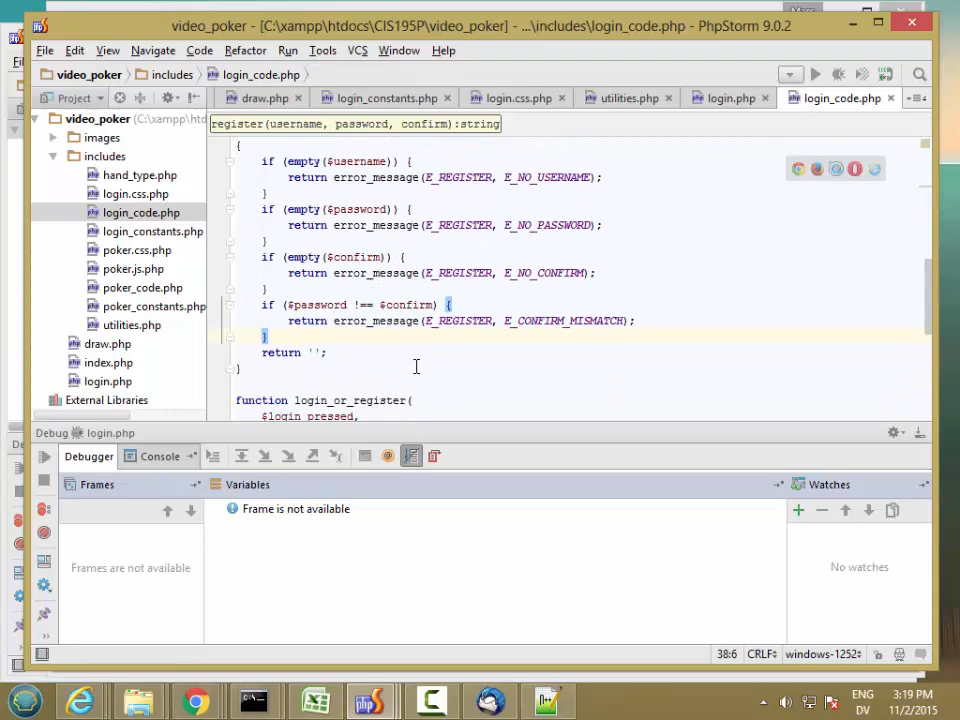 video_poker - [C:\xampp\htdocs\CIS195P\video_poker] - ...\includes\login_code.php - PhpStorm 9.0.2
File Edit View Navigate Code Refactor Run Tools VCS Window Help
video_poker includes login_code.php
Project draw.php login_constants.php login.css.php utilities.php login.php login_code.php
video_poker (C:\xampp\htd
images
includes
hand_type.php
login.css.php
login_code.php
login_constants.php
poker.css.php
poker.js.php
poker_code.php
poker_constants.php
utilities.php
draw.php
index.php
login.php
External Libraries
register(username, password, confirm):string
{
if (empty($username)) {
return error_message(E_REGISTER, E_NO_USERNAME);
}
if (empty($password)) {
return error_message(E_REGISTER, E_NO_PASSWORD);
}
if (empty($confirm)) {
return error_message(E_REGISTER, E_NO_CONFIRM);
}
if ($password !== $confirm) {
return error_message(E_REGISTER, E_CONFIRM_MISMATCH);
}
return '';
}
function login_or_register(
$login_pressed,
Debug login.php
Debugger Console
Frames Variables Watches
Frame is not available
Frames are not available
No watches
38:6 CRLF windows-1252
ENG 3:19 PM
DV 11/2/2015